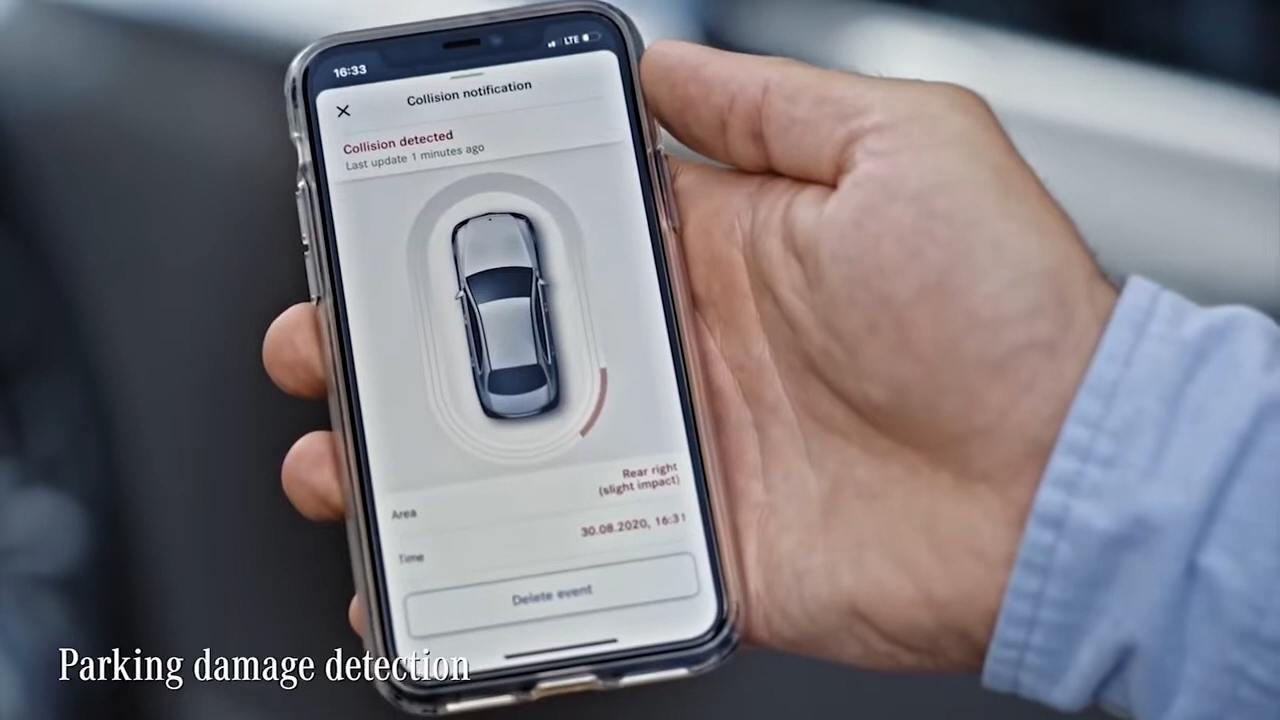 16:33
LTE
Collision notification
Collision detected
Last update 1 minutes ago
Rear right
(slight impact)
Area
30.08.2020, 16:31
Time
Delete event
Parking damage detection